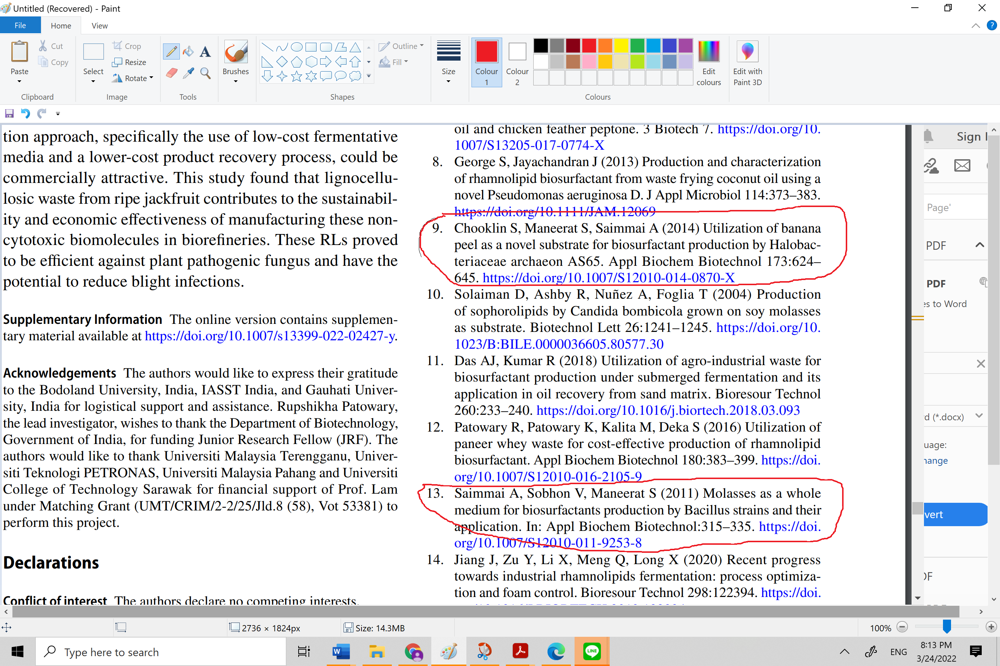 Untitled (Recovered) - Paint
File
Home
View
Paste
Cut
Copy
Clipboard
Select
Crop
Resize
Rotate
Image
Tools
Brushes
Shapes
Outline
Fill
Size
Colour
1
Colour
2
Edit
colours
Colours
Edit with
Paint 3D
tion approach, specifically the use of low-cost fermentative
media and a lower-cost product recovery process, could be
commercially attractive. This study found that lignocellu-
losic waste from ripe jackfruit contributes to the sustainabil-
ity and economic effectiveness of manufacturing these non-
cytotoxic biomolecules in biorefineries. These RLs proved
to be efficient against plant pathogenic fungus and have the
potential to reduce blight infections.
Supplementary Information The online version contains supplemen-
tary material available at https://doi.org/10.1007/s13399-022-02427-y.
Acknowledgements The authors would like to express their gratitude
to the Bodoland University, India, IASST India, and Gauhati Univer-
sity, India for logistical support and assistance. Rupshikha Patowary,
the lead investigator, wishes to thank the Department of Biotechnology,
Government of India, for funding Junior Research Fellow (JRF). The
authors would like to thank Universiti Malaysia Terengganu, Univer-
siti Teknologi PETRONAS, Universiti Malaysia Pahang and Universiti
College of Technology Sarawak for financial support of Prof. Lam
under Matching Grant (UMT/CRIM/2-2/25/Jld.8 (58), Vot 53381) to
perform this project.
Declarations
Conflict of interest The authors declare no competing interests.
oil and chicken feather peptone. 3 Biotech 7. https://doi.org/10.
1007/S13205-017-0774-X
8. George S, Jayachandran J (2013) Production and characterization
of rhamnolipid biosurfactant from waste frying coconut oil using a
novel Pseudomonas aeruginosa D. J Appl Microbiol 114:373–383.
https://doi.org/10.1111/JAM.12069
9. Chooklin S, Maneerat S, Saimmai A (2014) Utilization of banana
peel as a novel substrate for biosurfactant production by Halobac-
teriaceae archaeon AS65. Appl Biochem Biotechnol 173:624–
645. https://doi.org/10.1007/S12010-014-0870-X
10. Solaiman D, Ashby R, Nuñez A, Foglia T (2004) Production
of sophorolipids by Candida bombicola grown on soy molasses
as substrate. Biotechnol Lett 26:1241–1245. https://doi.org/10.
1023/B:BILE.0000036605.80577.30
11. Das AJ, Kumar R (2018) Utilization of agro-industrial waste for
biosurfactant production under submerged fermentation and its
application in oil recovery from sand matrix. Bioresour Technol
260:233–240. https://doi.org/10.1016/j.biortech.2018.03.093
12. Patowary R, Patowary K, Kalita M, Deka S (2016) Utilization of
paneer whey waste for cost-effective production of rhamnolipid
biosurfactant. Appl Biochem Biotechnol 180:383–399. https://doi.
org/10.1007/S12010-016-2105-9
13. Saimmai A, Sobhon V, Maneerat S (2011) Molasses as a whole
medium for biosurfactants production by Bacillus strains and their
application. In: Appl Biochem Biotechnol:315–335. https://doi.
org/10.1007/S12010-011-9253-8
14. Jiang J, Zu Y, Li X, Meng Q, Long X (2020) Recent progress
towards industrial rhamnolipids fermentation: process optimiza-
tion and foam control. Bioresour Technol 298:122394. https://doi.
Sign I
Page'
PDF
PDF
es to Word
rd (*.docx)
uage:
hange
vert
DF
2736 × 1824px
Size: 14.3MB
100%
Type here to search
W
LINE
ENG
8:13 PM
3/24/2022